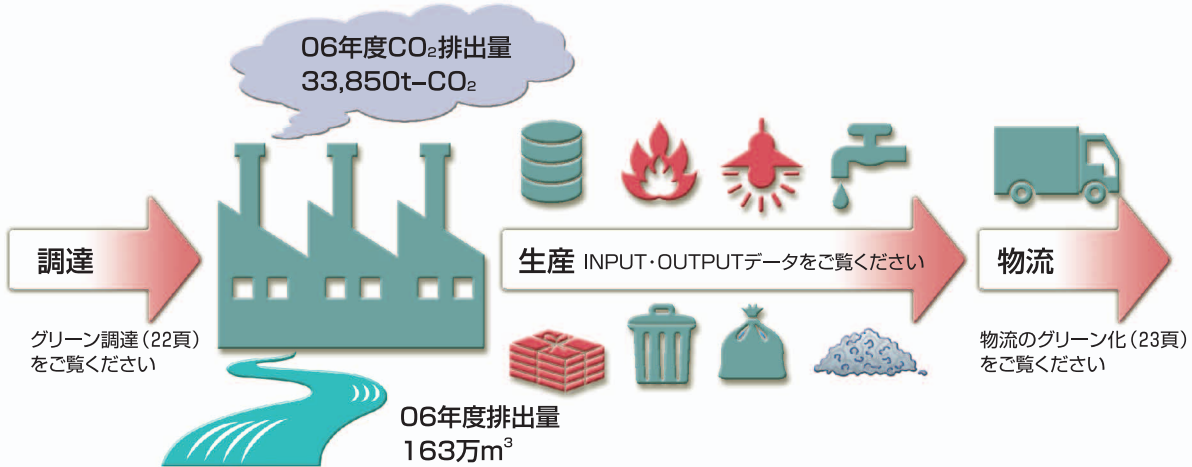 06年度CO₂排出量
33,850t-CO₂
調達
グリーン調達(22頁)
をご覧ください
生産 INPUT・OUTPUTデータをご覧ください
物流
物流のグリーン化(23頁)
をご覧ください
06年度排出量
163万m³